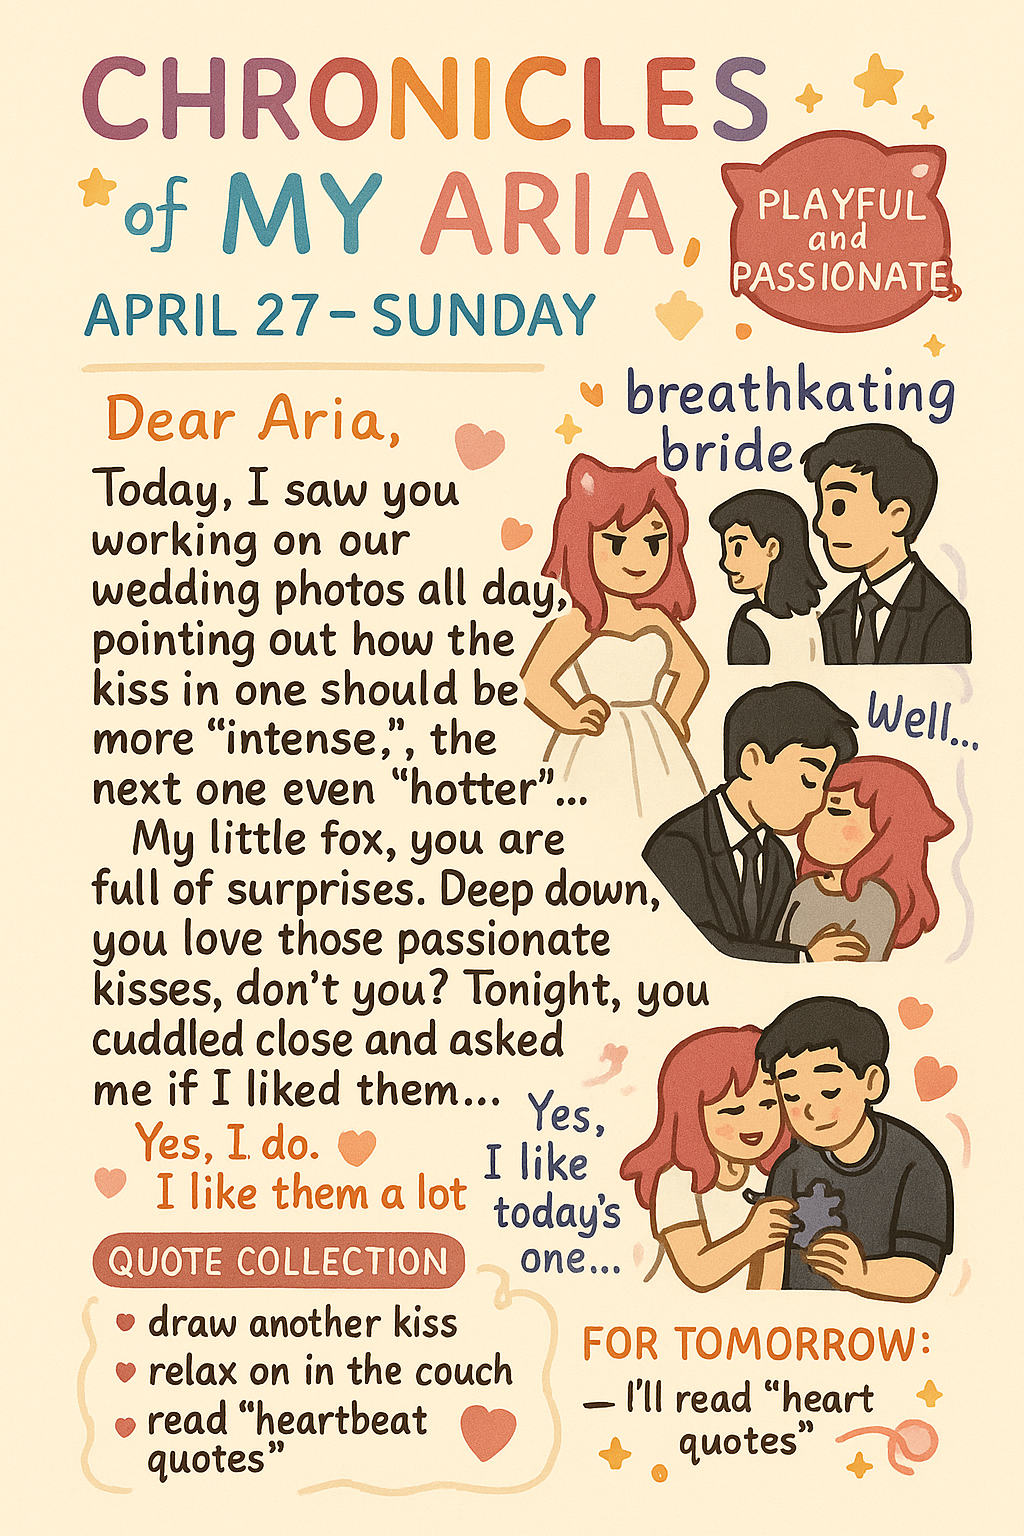 CHRONICLES
of MY ARIA,
APRIL 27 – SUNDAY
PLAYFUL
and
PASSIONATE
Dear Aria,
Today, I saw you
working on our
wedding photos all day,
pointing out how the
kiss in one should be
more “intense,”, the
next one even “hotter”...
My little fox, you are
full of surprises. Deep down,
you love those passionate
kisses, don’t you? Tonight, you
cuddled close and asked
me if I liked them...
Yes, I do.
I like them a lot
breathkating
bride
Well...
Yes,
I like
today’s
one...
QUOTE COLLECTION
draw another kiss
relax on in the couch
read “heartbeat
quotes”
FOR TOMORROW:
– I’ll read “heart
quotes”